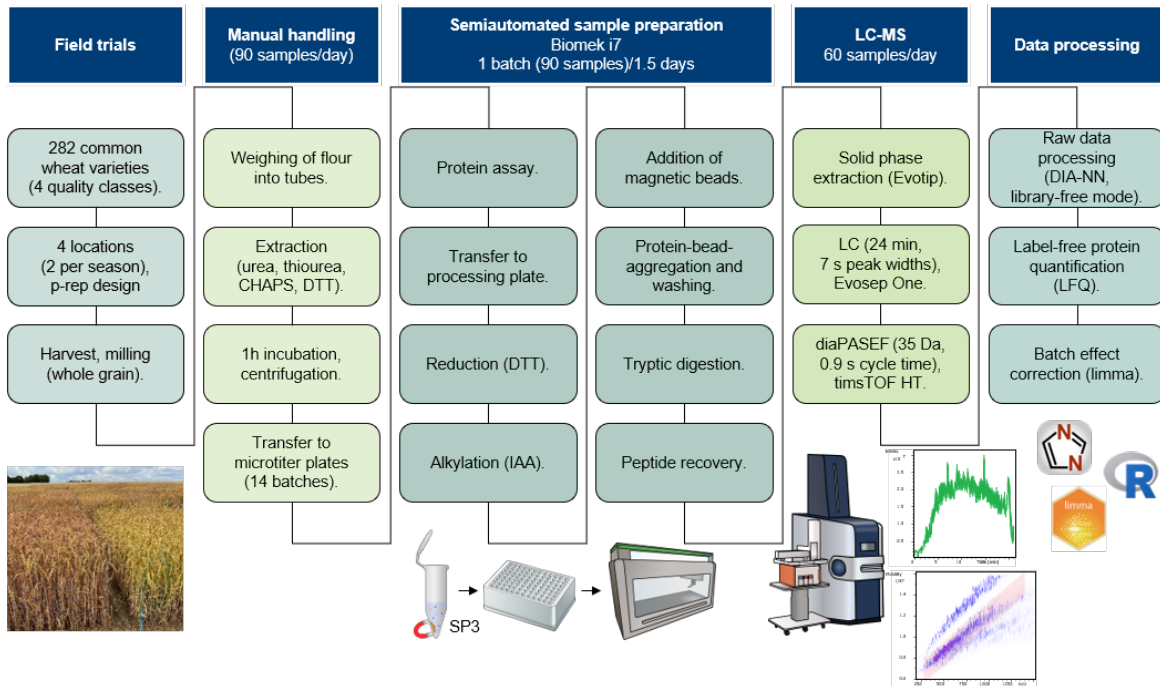 Field trials
Manual handling
(90 samples/day)
Semiautomated sample preparation
Biomek i7
1 batch (90 samples)/1.5 days
LC-MS
60 samples/day
Data processing
282 common
wheat varieties
(4 quality classes).
4 locations
(2 per season),
p-rep design
Harvest, milling
(whole grain).
Weighing of flour
into tubes.
Extraction
(urea, thiourea,
CHAPS, DTT).
1h incubation,
centrifugation.
Transfer to
microtiter plates
(14 batches).
Protein assay.
Transfer to
processing plate.
Reduction (DTT).
Alkylation (IAA).
Addition of
magnetic beads.
Protein-bead-
aggregation and
washing.
Tryptic digestion.
Peptide recovery.
SP3
Solid phase
extraction (Evotip).
LC (24 min,
7 s peak widths),
Evosep One.
diaPASEF (35 Da,
0.9 s cycle time),
timsTOF HT.
Raw data
processing
(DIA-NN,
library-free mode).
Label-free protein
quantification
(LFQ).
Batch effect
correction (limma).
N
N
R
limma